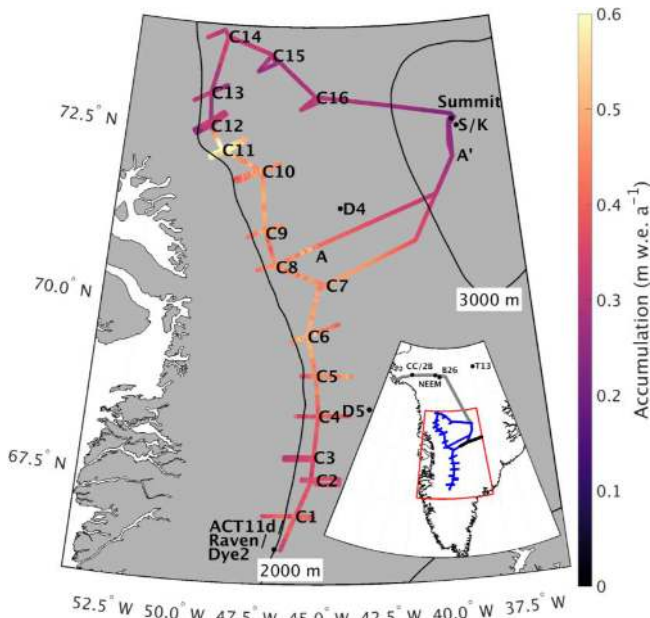 C14
C15
C13
C16
Summit
S/K
C12
C11
A'
C10
D4
C9
A
C8
C7
3000 m
C6
C5
D5
C4
C3
C2
C1
ACT11d/
Raven/
Dye2
2000 m
CC/2B
B26
T13
NEEM
72.5° N
70.0° N
67.5° N
52.5° W
50.0° W
47.5° W
45.0° W
42.5° W
40.0° W
37.5° W
0.6
0.5
0.4
0.3
0.2
0.1
0
Accumulation (m w.e. a⁻¹)